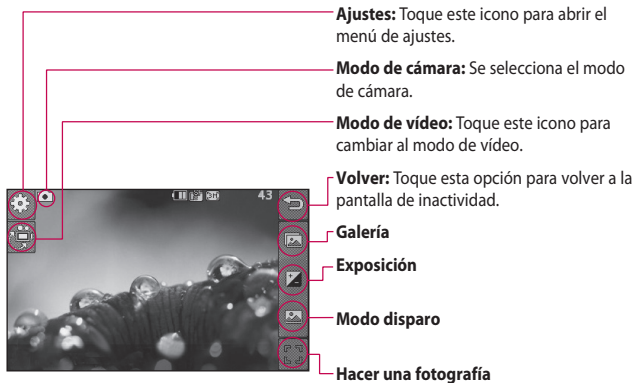 Ajustes: Toque este icono para abrir el
menú de ajustes.
Modo de cámara: Se selecciona el modo
de cámara.
Modo de vídeo: Toque este icono para
cambiar al modo de vídeo.
Volver: Toque esta opción para volver a la
pantalla de inactividad.
43
Galería
Exposición
Modo disparo
Hacer una fotografía